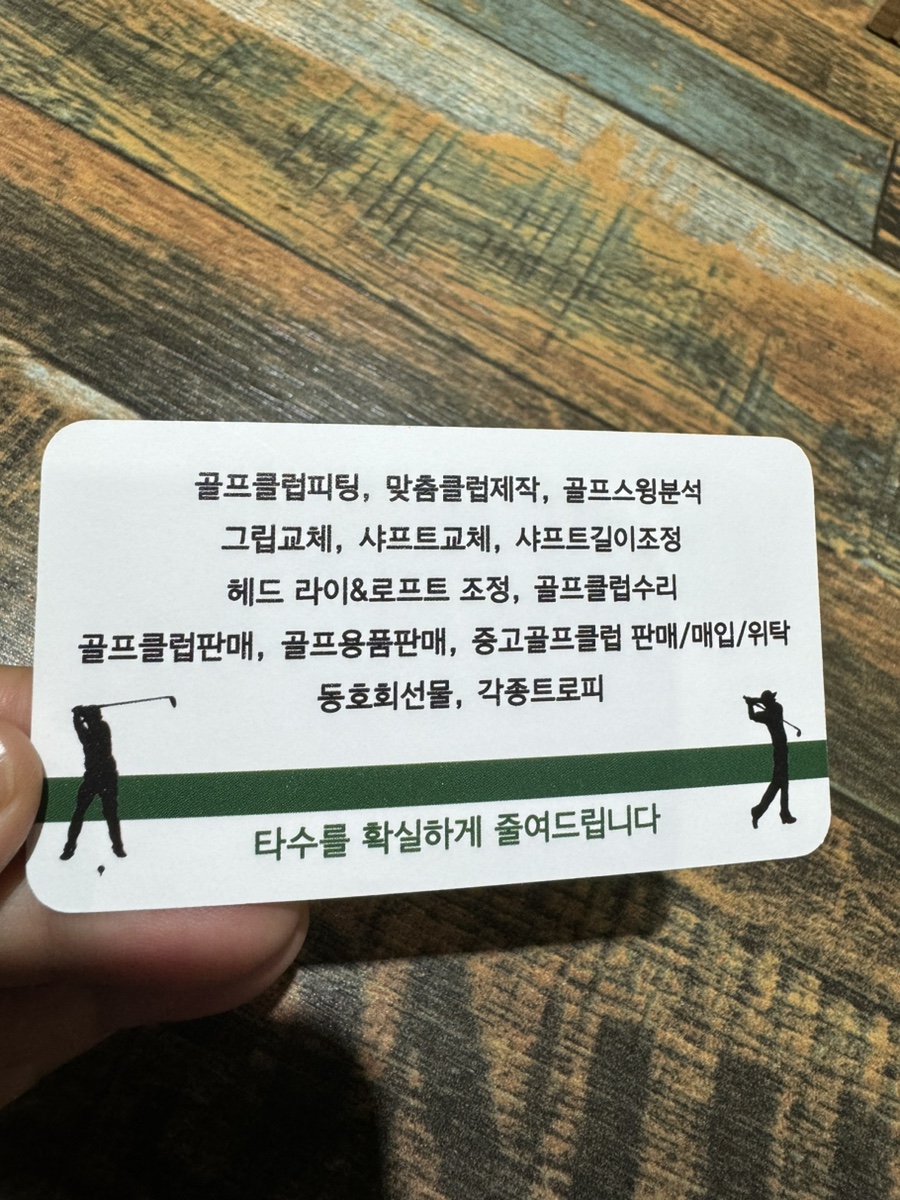 골프클럽피팅, 맞춤클럽제작, 골프스윙분석
그립교체, 샤프트교체, 샤프트길이조정
헤드 라이&로프트 조정, 골프클럽수리
골프클럽판매, 골프용품판매, 중고골프클럽 판매/매입/위탁
동호회선물, 각종트로피
타수를 확실하게 줄여드립니다